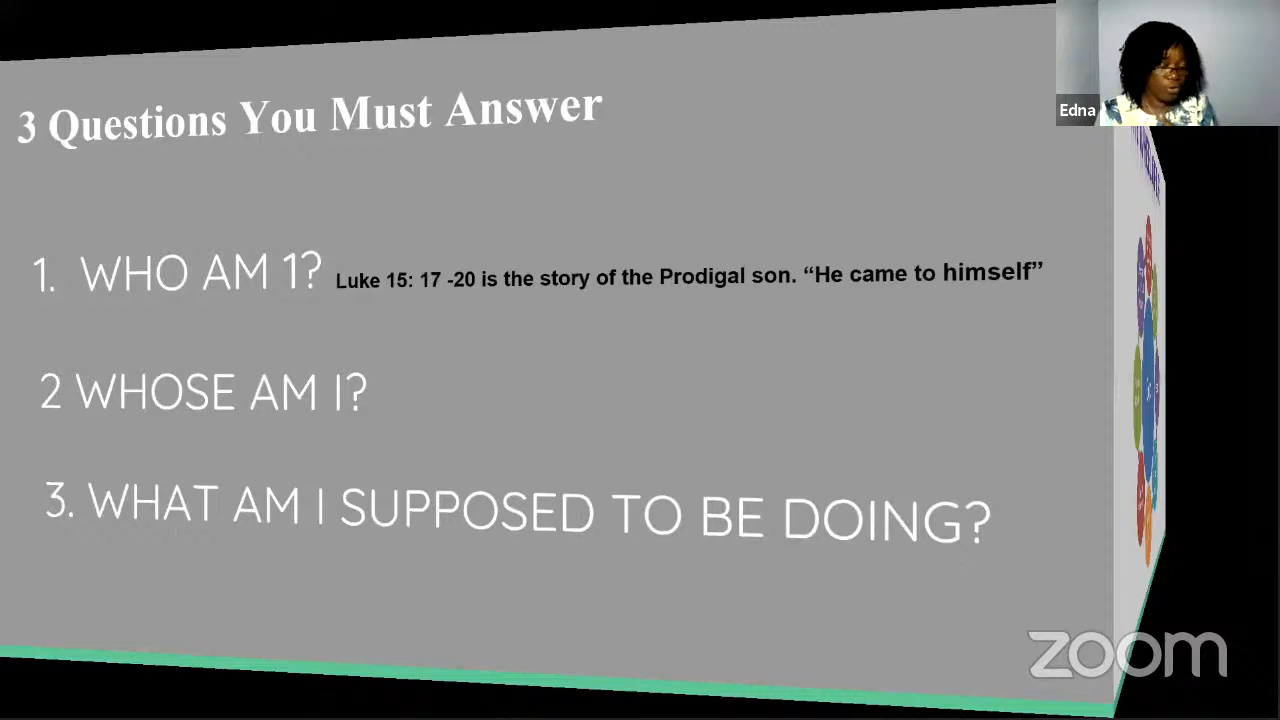 3 Questions You Must Answer
Edna
1. WHO AM 1? Luke 15: 17 -20 is the story of the Prodigal son. “He came to himself”
2 WHOSE AM I?
3. WHAT AM I SUPPOSED TO BE DOING?
zoom